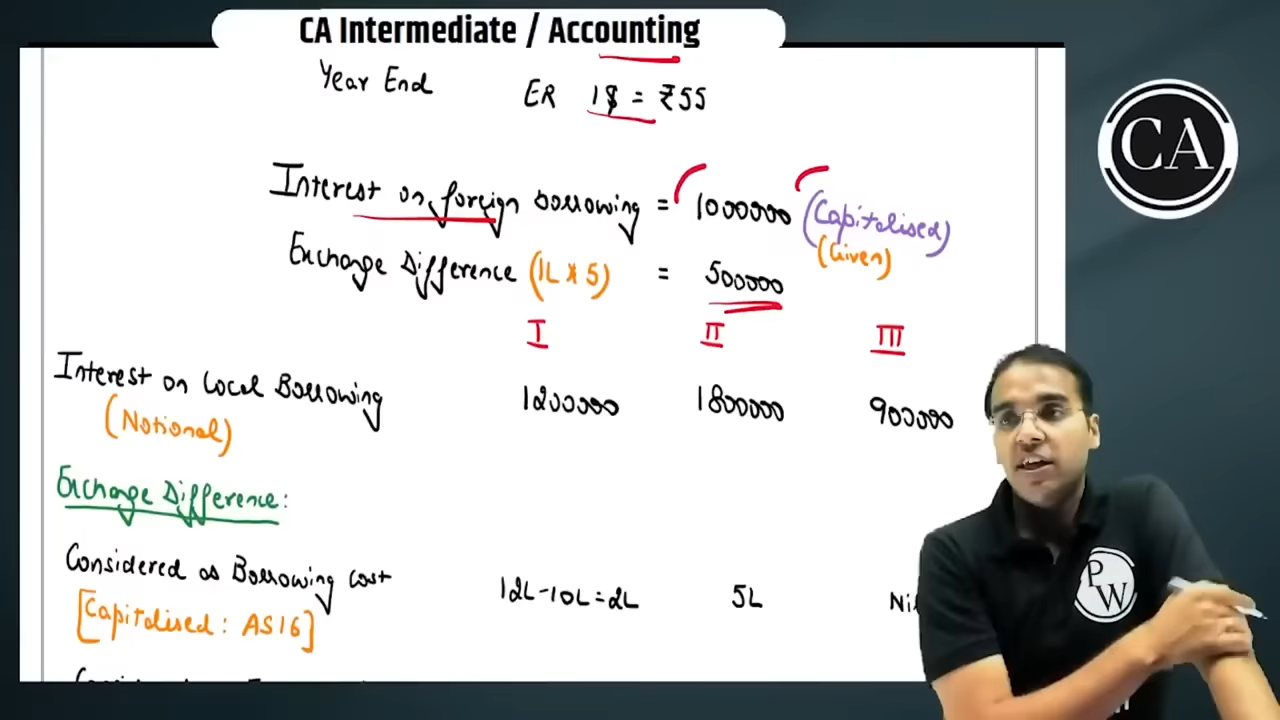 CA Intermediate / Accounting
Year End ER 1$ = ₹55
Interest on foreign borrowing = 1000000 (Capitalised)
(Given)
Exchange Difference (1L x 5) = 500000
I II III
Interest on Local Borrowing 1200000 1800000 900000
(Notional)
Exchange Difference:
Considered as Borrowing cost 12L-10L=2L 5L
[Capitalised: AS16]
CA
P
W